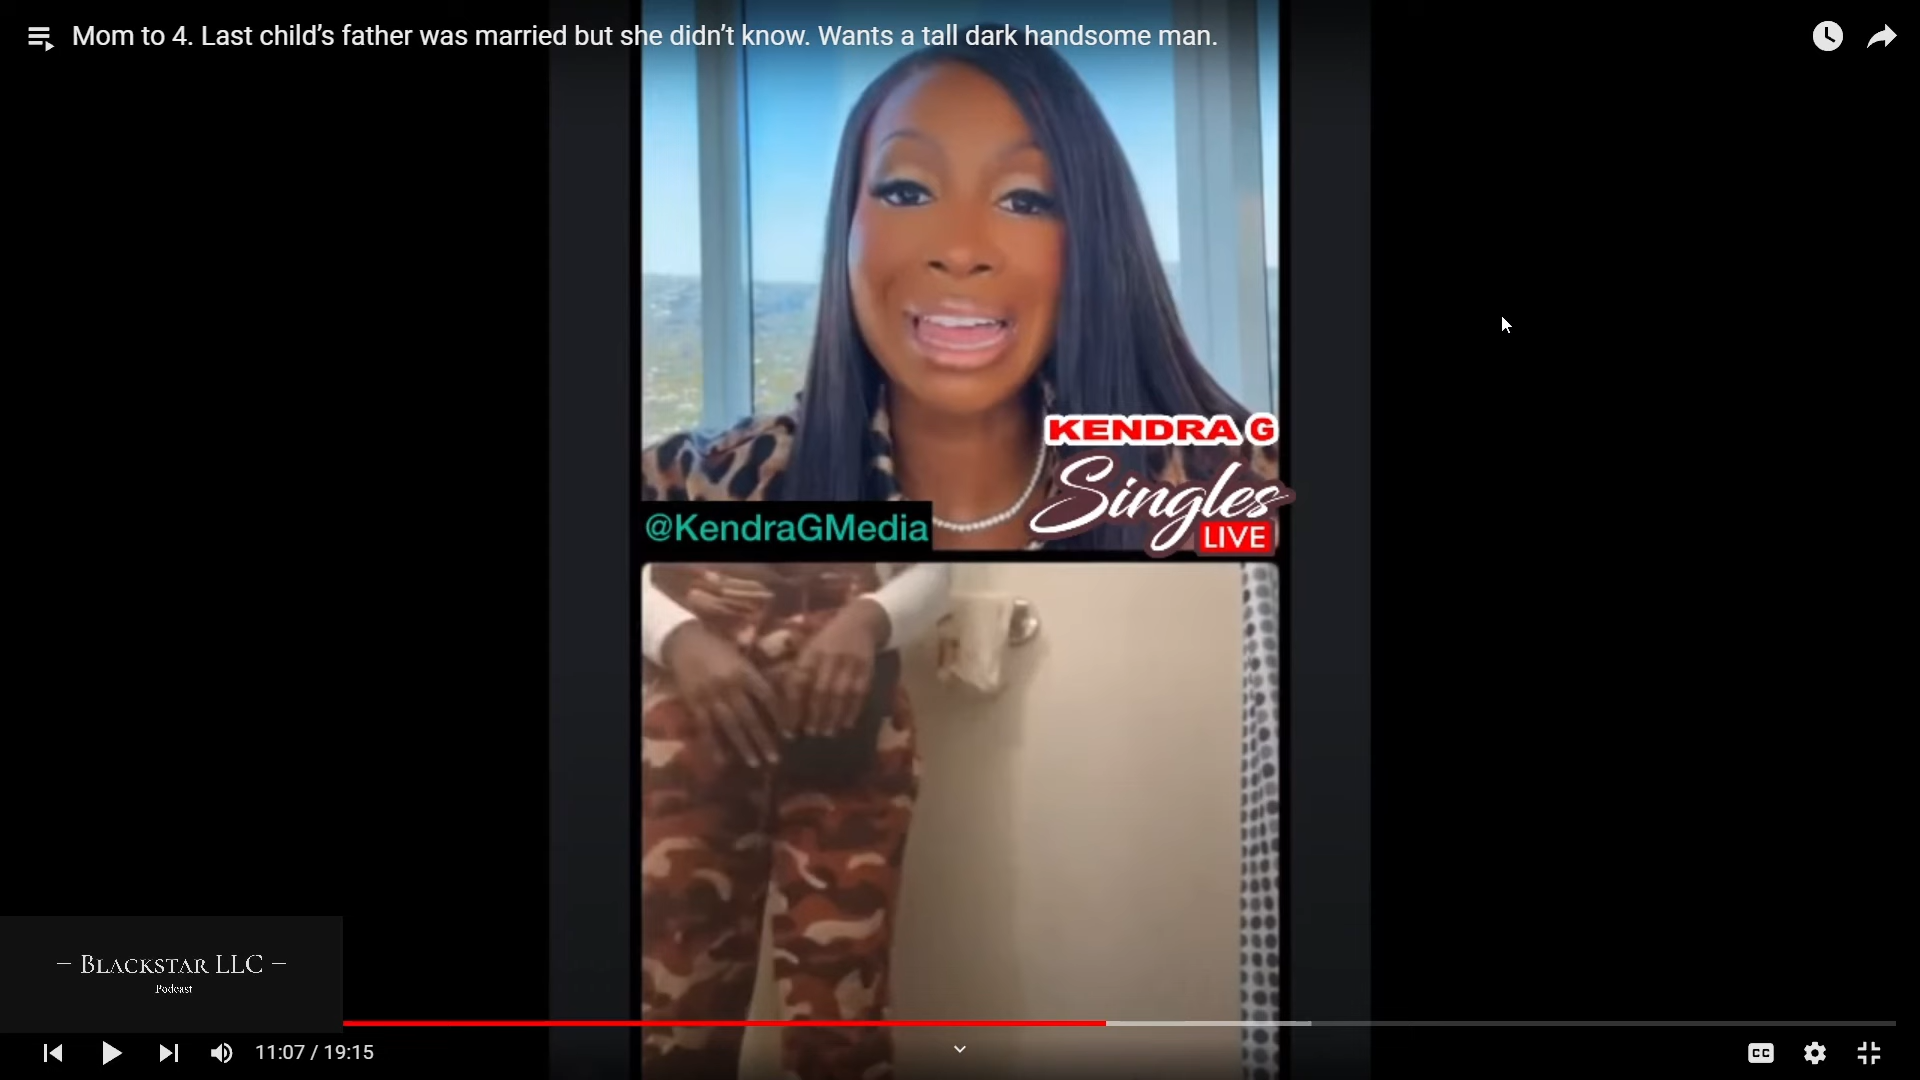 Mom to 4. Last child’s father was married but she didn’t know. Wants a tall dark handsome man.
KENDRA G
Singles
LIVE
@KendraGMedia
— BLACKSTAR LLC —
Podcast
11:07 / 19:15
CC